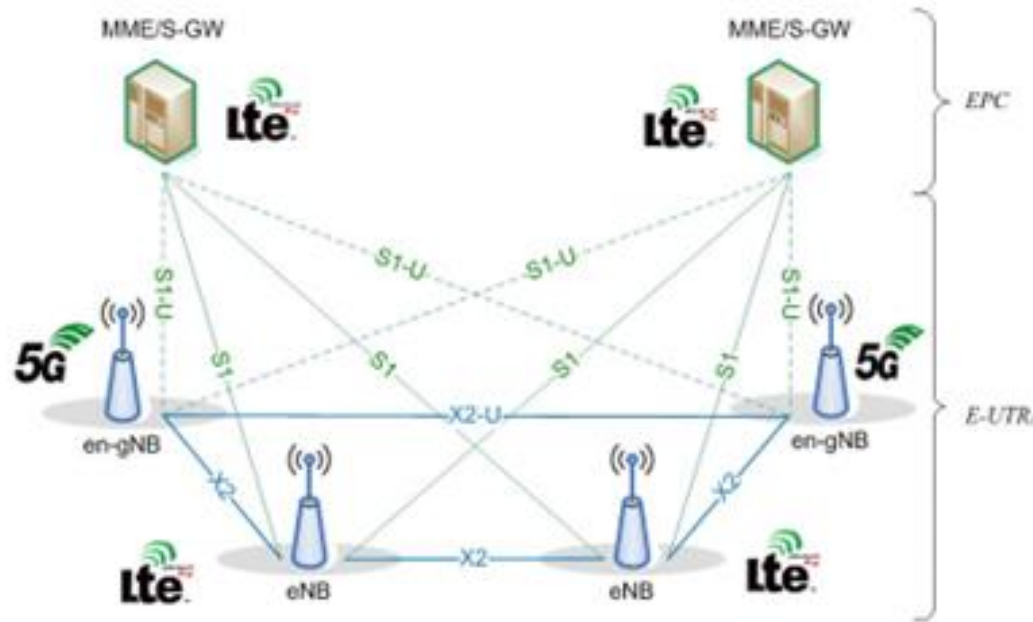 MME/S-GW
MME/S-GW
EPC
Lte
Lte
S1-U
S1-U
S1-U
S1-U
5G
5G
S1
S1
S1
S1
X2-U
en-gNB
en-gNB
E-UTR
X2
X2
X2
Lte
eNB
eNB
Lte